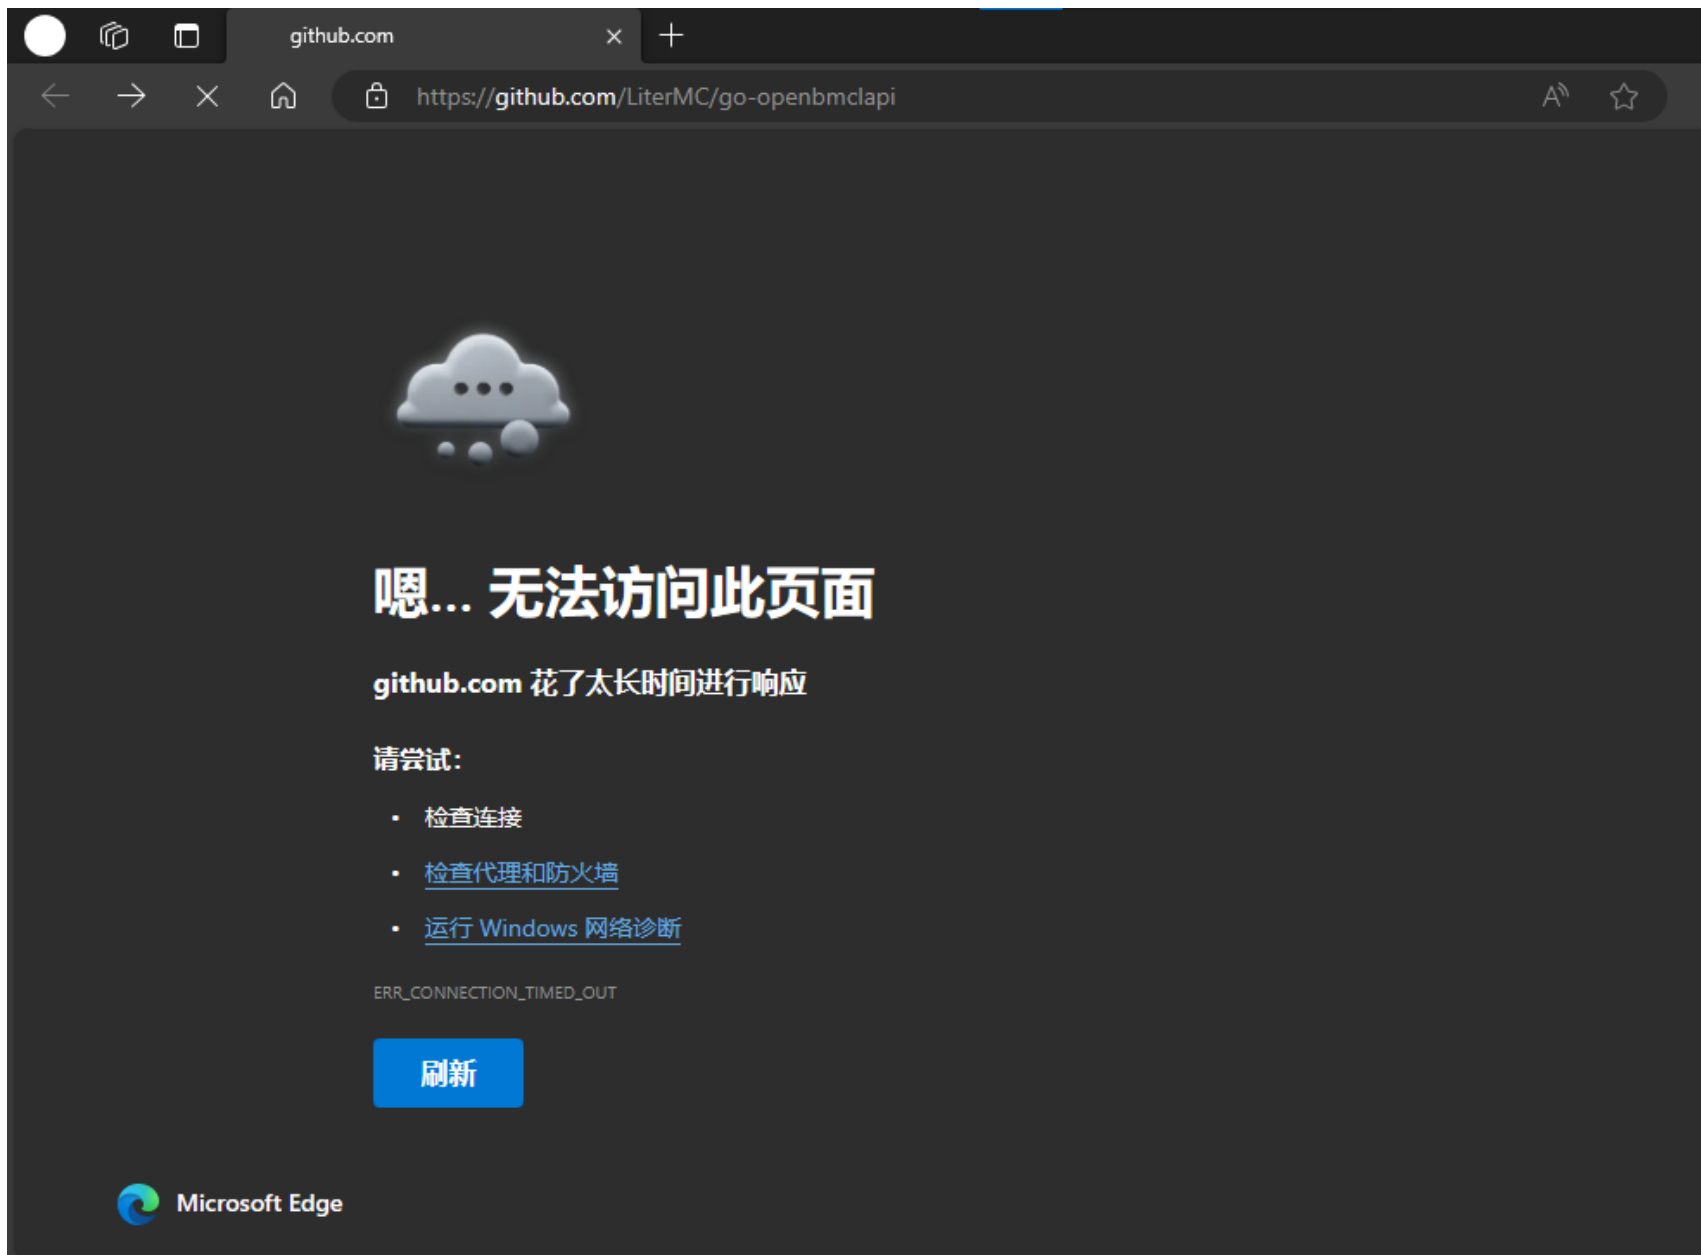 github.com
https://github.com/LiterMC/go-openbmclapi
嗯... 无法访问此页面
github.com 花了太长时间进行响应
请尝试：
• 检查连接
• 检查代理和防火墙
• 运行 Windows 网络诊断
ERR_CONNECTION_TIMED_OUT
刷新
Microsoft Edge